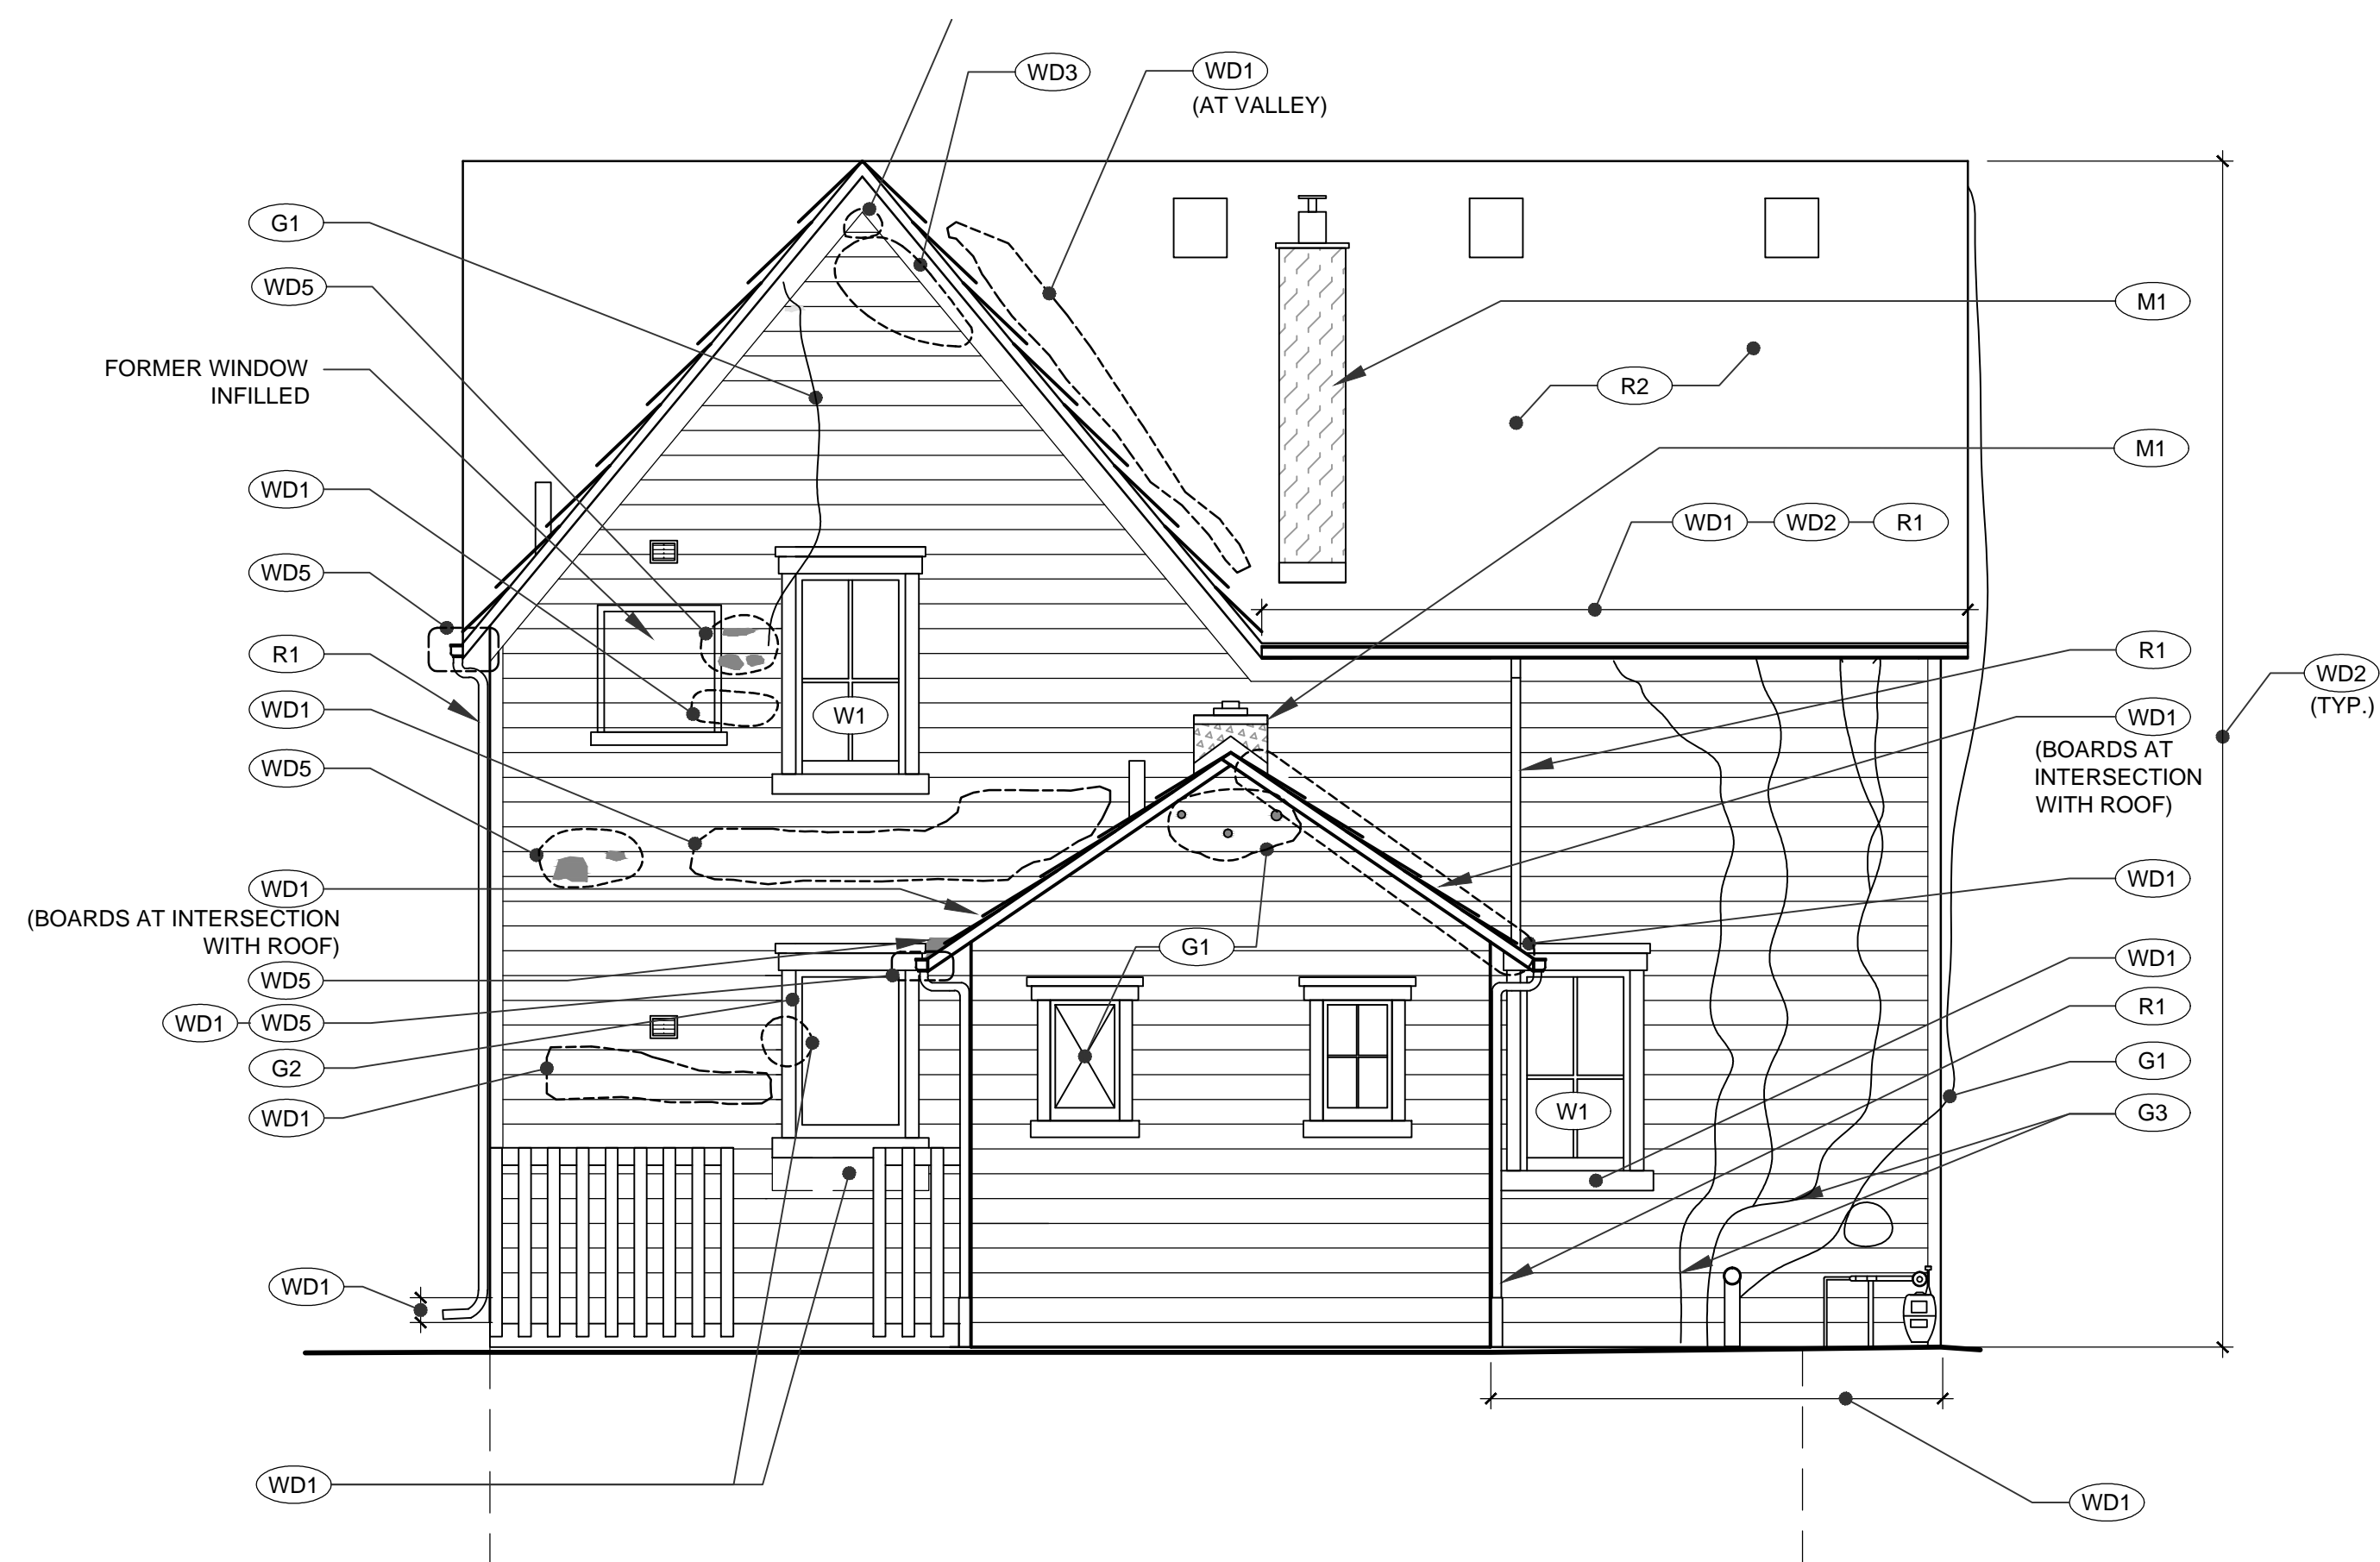 WD3
WD1
(AT VALLEY)
G1
WD5
FORMER WINDOW
INFILLED
WD1
WD5
R1
WD1
WD5
WD1
(BOARDS AT INTERSECTION
WITH ROOF)
WD5
WD1 WD5
G2
WD1
WD1
WD1
W1
G1
W1
M1
R2
M1
WD1 WD2 R1
R1
WD2
(TYP.)
WD1
(BOARDS AT
INTERSECTION
WITH ROOF)
WD1
WD1
R1
G1
G3
WD1